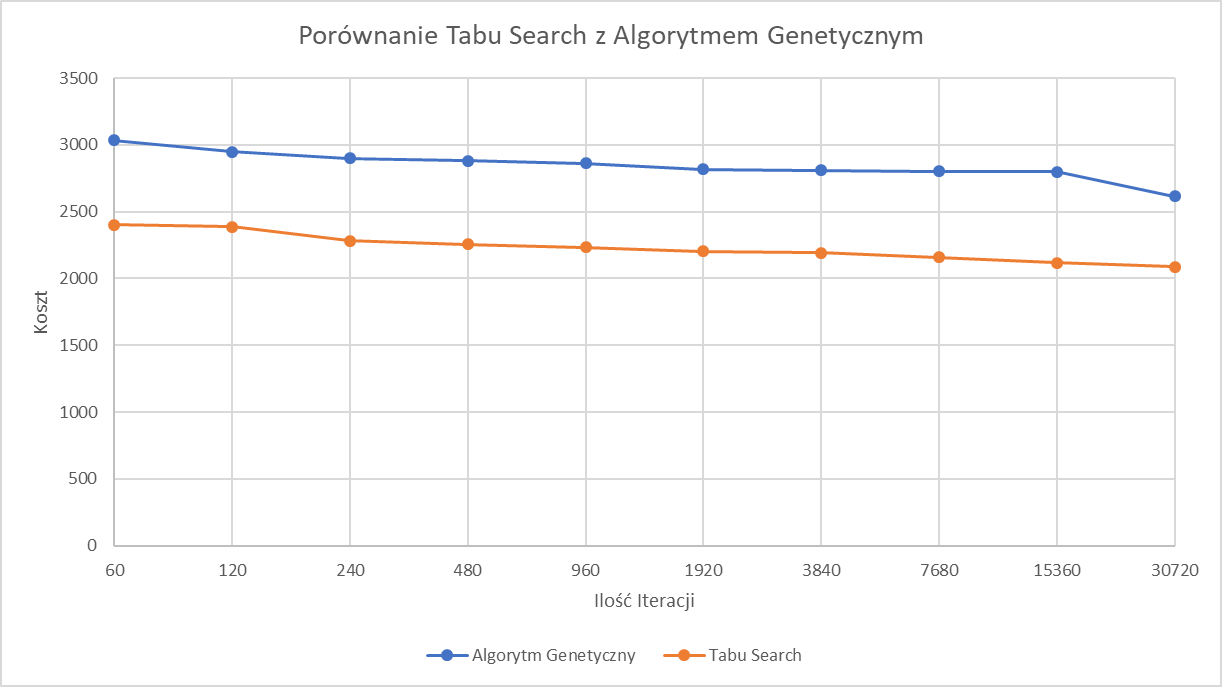 Porównanie Tabu Search z Algorytmem Genetycznym
3500
3000
2500
2000
1500
1000
500
0
Koszt
60 120 240 480 960 1920 3840 7680 15360 30720
Ilość Iteracji
Algorytm Genetyczny Tabu Search